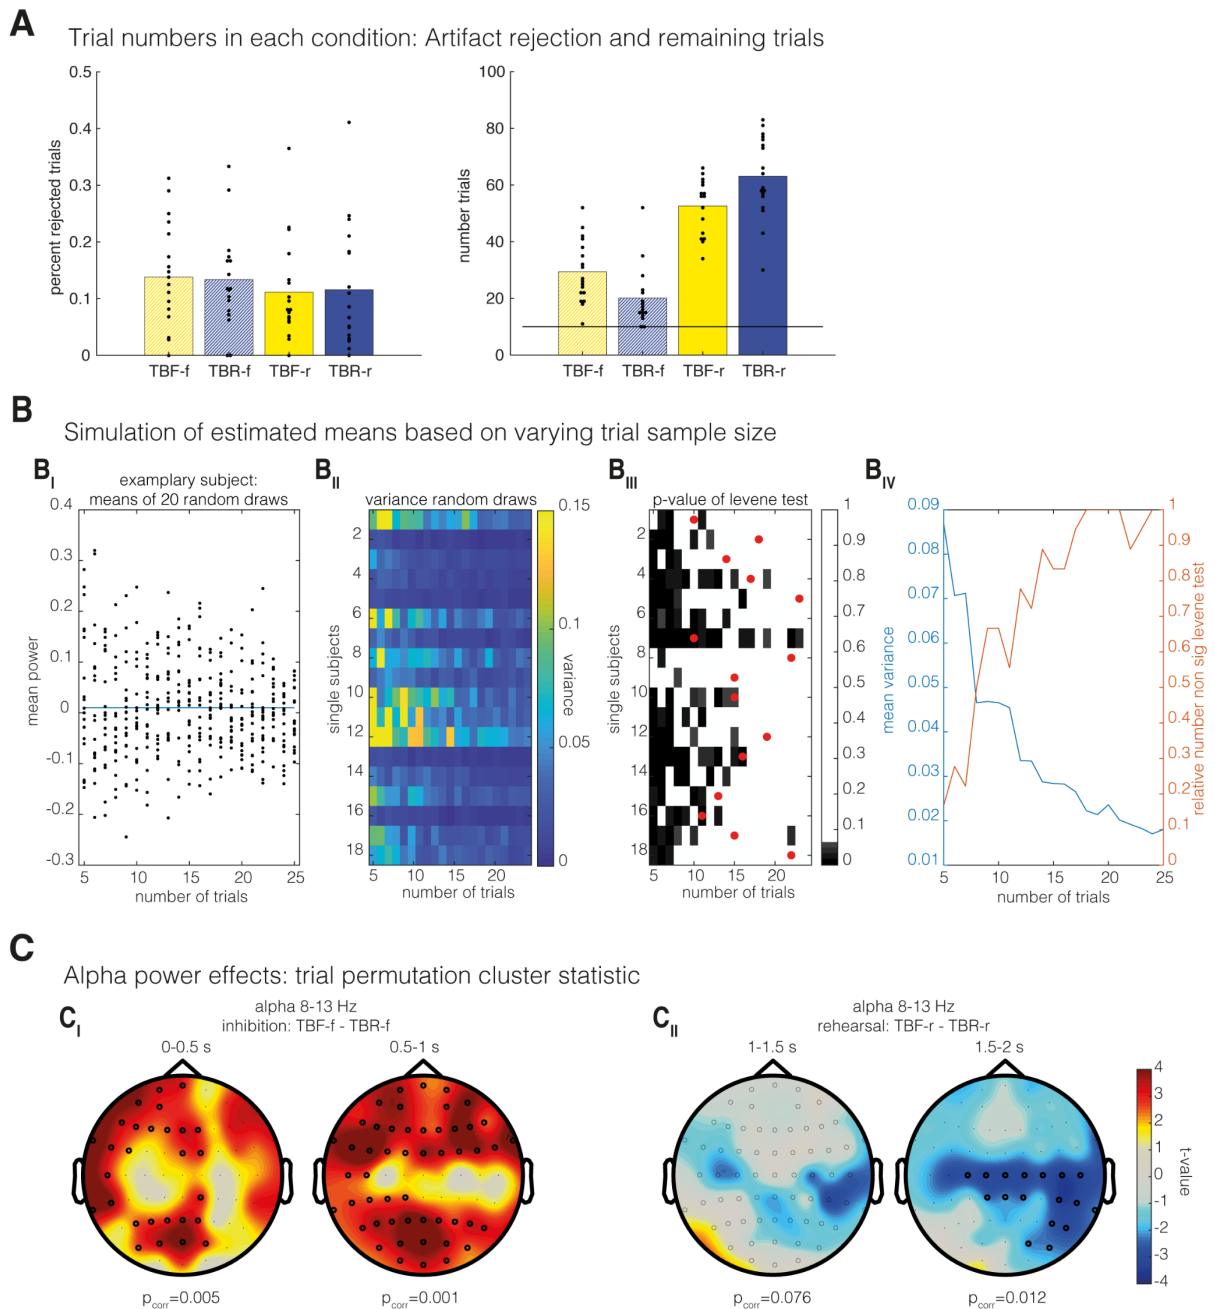 A
Trial numbers in each condition: Artifact rejection and remaining trials
percent rejected trials
0.5
0.4
0.3
0.2
0.1
0
TBF-f TBR-f TBF-r TBR-r
number trials
100
80
60
40
20
0
TBF-f TBR-f TBF-r TBR-r
B
Simulation of estimated means based on varying trial sample size
BI
examplary subject:
means of 20 random draws
mean power
0.4
0.3
0.2
0.1
0
-0.1
-0.2
-0.3
5 10 15 20 25
number of trials
BII
variance random draws
single subjects
2
4
6
8
10
12
14
16
18
5 10 15 20
number of trials
0.15
0.1
0.05
0
variance
BIII
p-value of levene test
single subjects
2
4
6
8
10
12
14
16
18
5 10 15 20
number of trials
1
0.9
0.8
0.7
0.6
0.5
0.4
0.3
0.2
0.1
0
BIV
mean variance
0.09
0.08
0.07
0.06
0.05
0.04
0.03
0.02
0.01
5 10 15 20 25
number of trials
1
0.9
0.8
0.7
0.6
0.5
0.4
0.3
0.2
0.1
0
relative number non sig levene test
C
Alpha power effects: trial permutation cluster statistic
CI
alpha 8-13 Hz
inhibition: TBF-f - TBR-f
0-0.5 s
0.5-1 s
pcorr=0.005
pcorr=0.001
CII
alpha 8-13 Hz
rehearsal: TBF-r - TBR-r
1-1.5 s
1.5-2 s
pcorr=0.076
pcorr=0.012
4
3
2
1
0
-1
-2
-3
-4
t-value